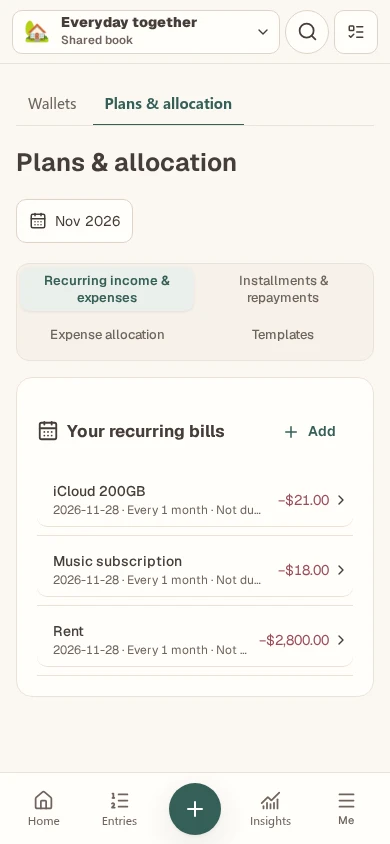 Everyday together
Shared book
Wallets
Plans & allocation
Plans & allocation
Nov 2026
Recurring income &
expenses
Installments &
repayments
Expense allocation
Templates
Your recurring bills
Add
iCloud 200GB
2026-11-28 · Every 1 month · Not du…
−$21.00
Music subscription
2026-11-28 · Every 1 month · Not du…
−$18.00
Rent
2026-11-28 · Every 1 month · Not …
−$2,800.00
Home
Entries
Insights
Me